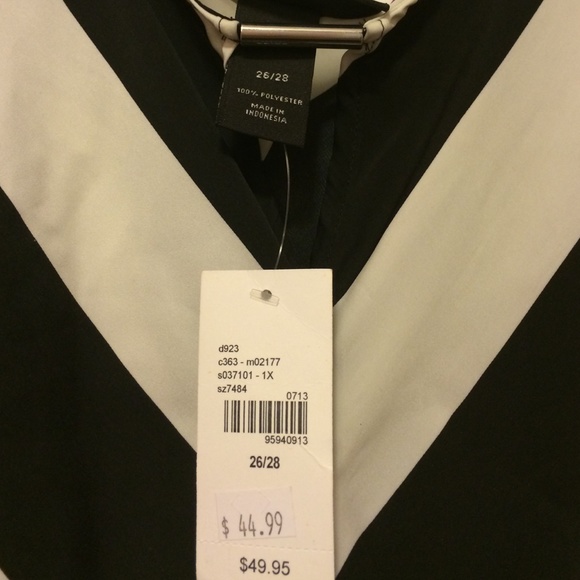 26/28
100% POLYESTER
MADE IN
INDONESIA
d923
c363 - m02177
s037101 - 1X
sz7484
0713
95940913
26/28
$ 44.99
$49.95